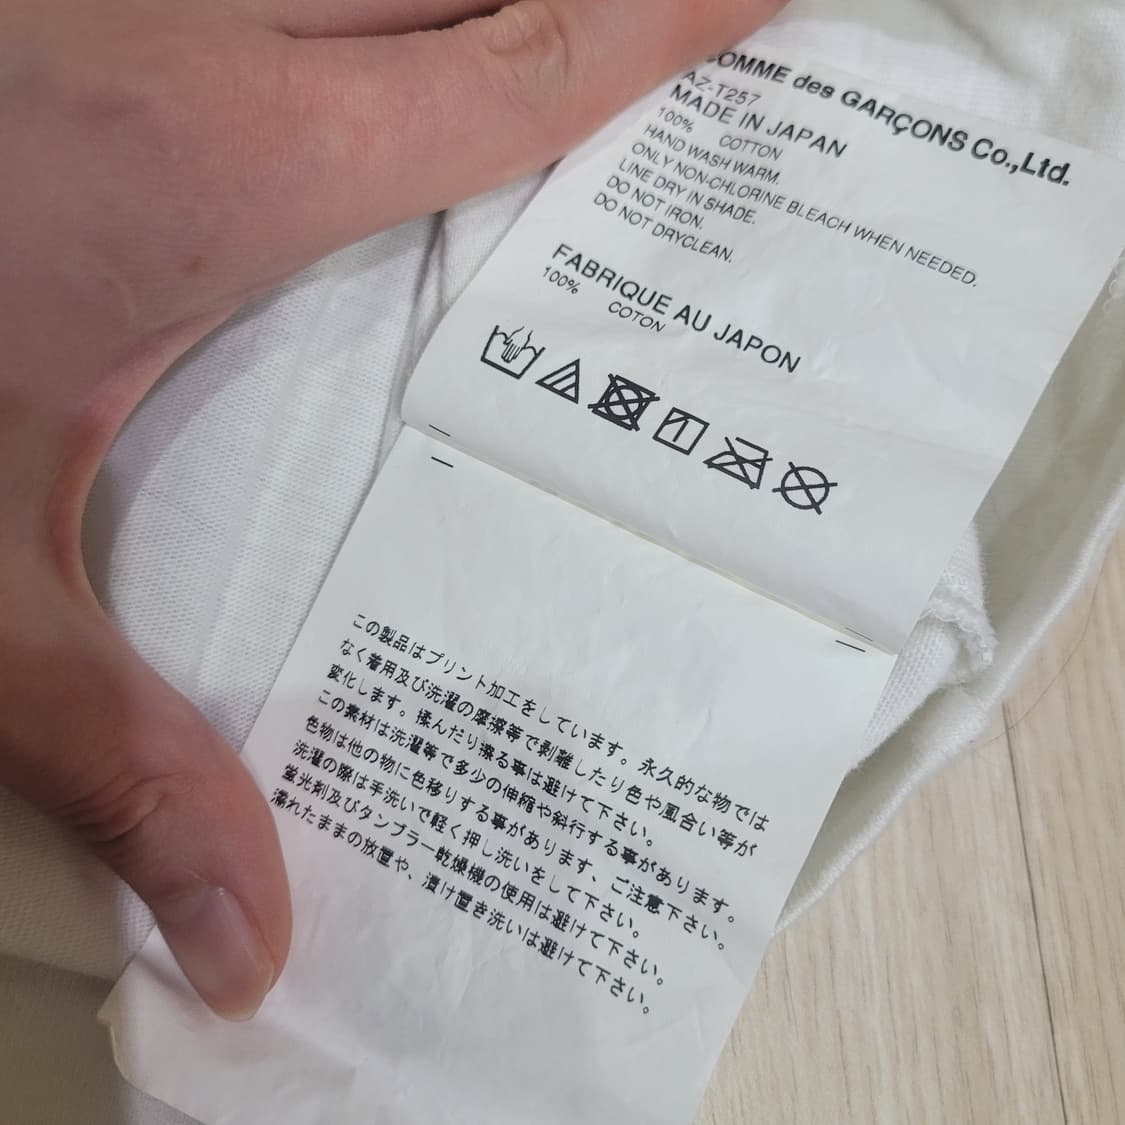 COMME des GARÇONS Co.,Ltd.
AZ-T257
MADE IN JAPAN
100% COTTON
HAND WASH WARM.
ONLY NON-CHLORINE BLEACH WHEN NEEDED.
LINE DRY IN SHADE.
DO NOT IRON.
DO NOT DRYCLEAN.
FABRIQUE AU JAPON
100% COTON
この製品はプリント加工をしています。永久的な物では
なく着用及び洗濯の摩擦等で剥離したり色や風合い等が
変化します。揉んだり擦る事は避けて下さい。
この素材は洗濯等で多少の伸縮や斜行する事があります。
色物は他の物に色移りする事があります、ご注意下さい。
洗濯の際は手洗いで軽く押し洗いをして下さい。
蛍光剤及びタンブラー乾燥機の使用は避けて下さい。
濡れたままの放置や、漬け置き洗いは避けて下さい。